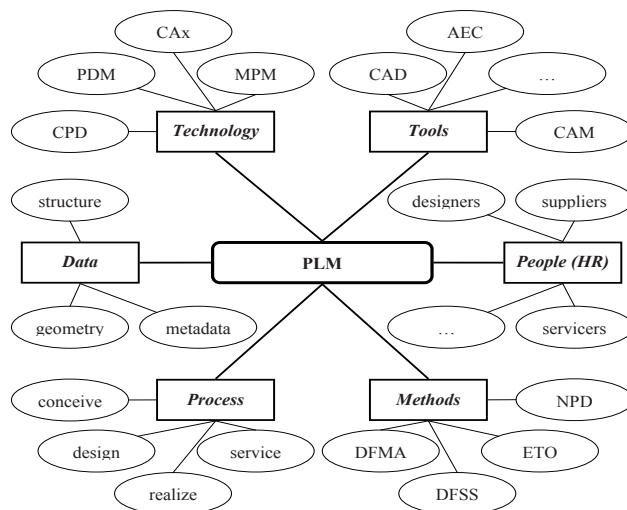 CAx
AEC
PDM
MPM
CAD
…
CPD
Technology
Tools
CAM
structure
designers
suppliers
Data
PLM
People (HR)
geometry
metadata
…
servicers
conceive
Process
Methods
NPD
design
service
DFMA
ETO
realize
DFSS